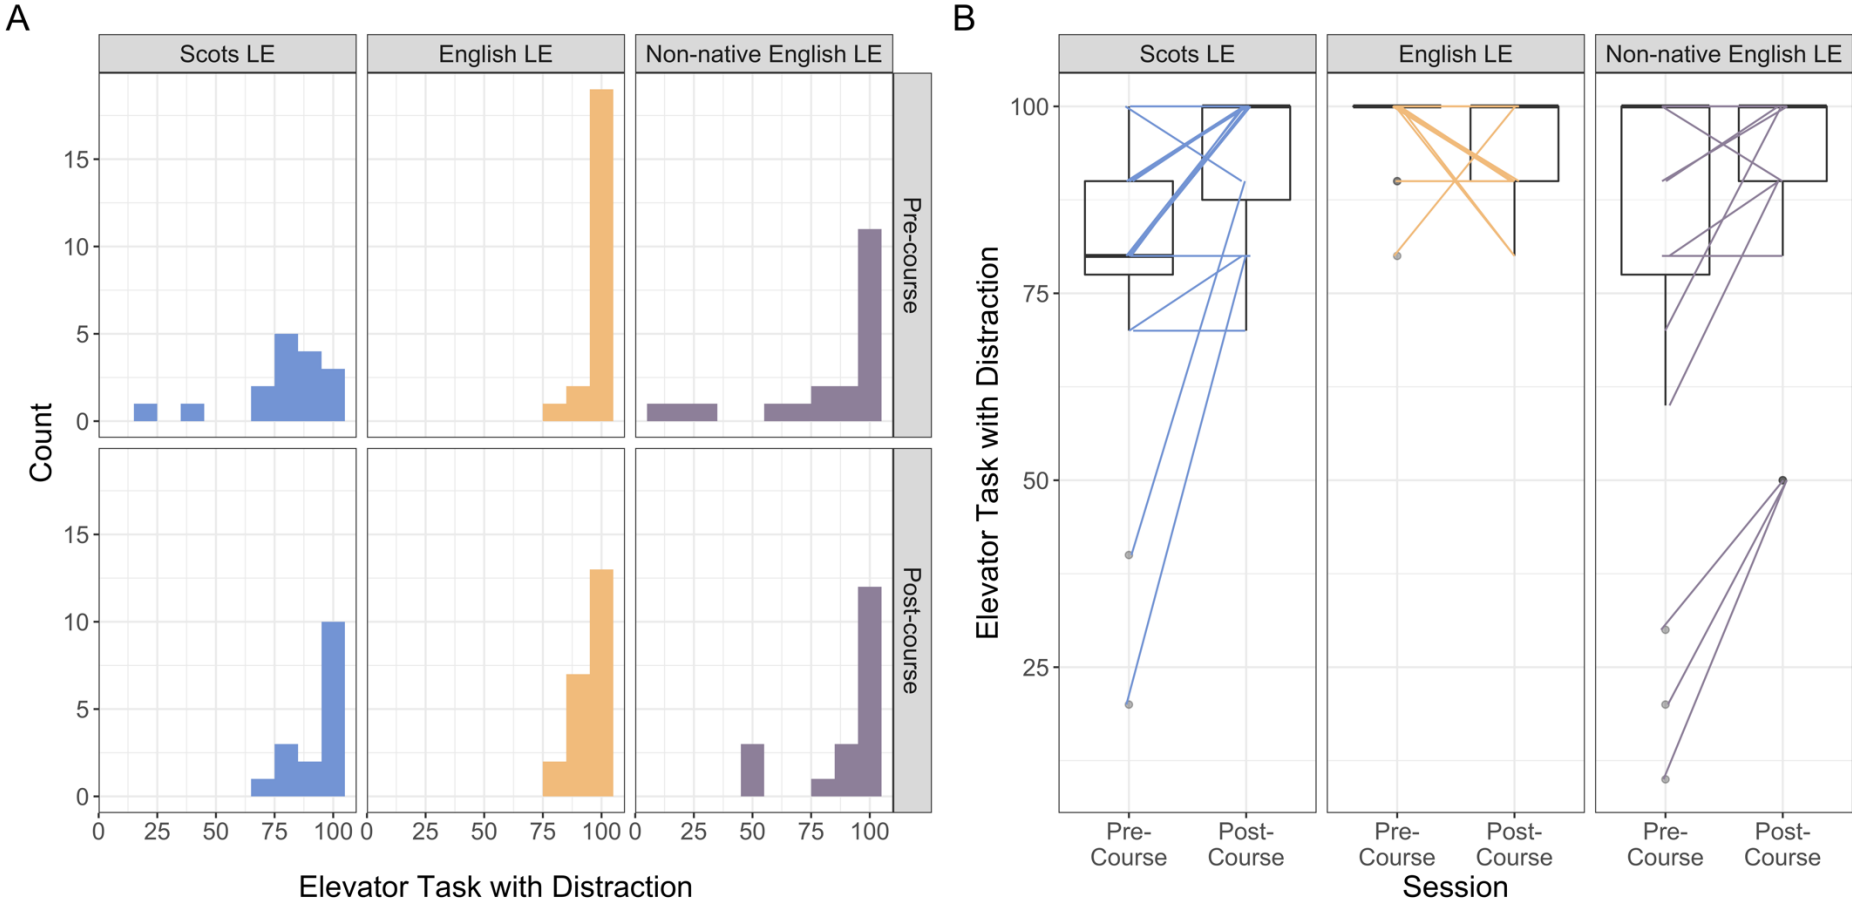 A
Scots LE
English LE
Non-native English LE
15
10
5
0
Pre-course
Count
15
10
5
0
Post-course
0 25 50 75 100
0 25 50 75 100
0 25 50 75 100
Elevator Task with Distraction
B
Scots LE
English LE
Non-native English LE
Elevator Task with Distraction
100
75
50
25
Pre-
Course
Post-
Course
Pre-
Course
Post-
Course
Pre-
Course
Post-
Course
Session